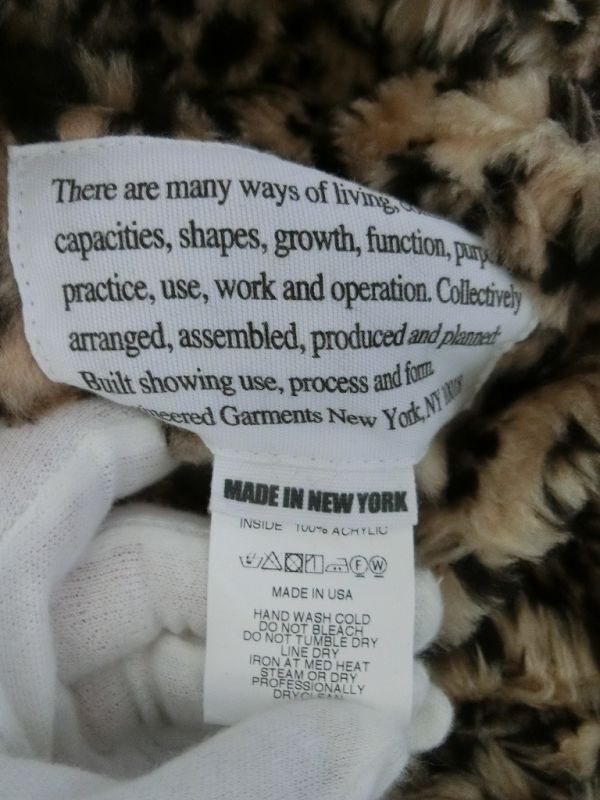 There are many ways of living,
capacities, shapes, growth, function,
practice, use, work and operation. Collectively
arranged, assembled, produced and planned
Built showing use, process and form.
Garments New York, NY
MADE IN NEW YORK
INSIDE 100% ACRYLIC
F W
MADE IN USA
HAND WASH COLD
DO NOT BLEACH
DO NOT TUMBLE DRY
LINE DRY
IRON AT MED HEAT
STEAM OR DRY
PROFESSIONALLY
DRYCLEAN